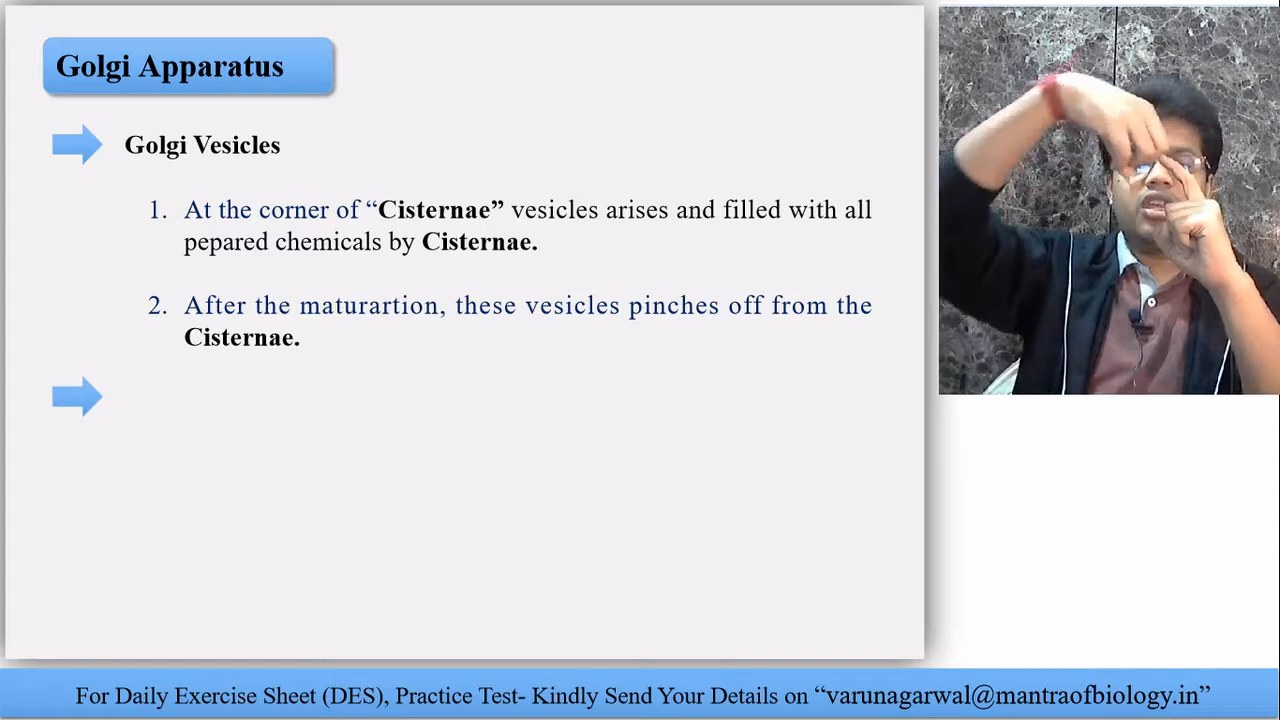 Golgi Apparatus
Golgi Vesicles
1. At the corner of “Cisternae” vesicles arises and filled with all
pepared chemicals by Cisternae.
2. After the maturartion, these vesicles pinches off from the
Cisternae.
For Daily Exercise Sheet (DES), Practice Test- Kindly Send Your Details on “varunagarwal@mantraofbiology.in”